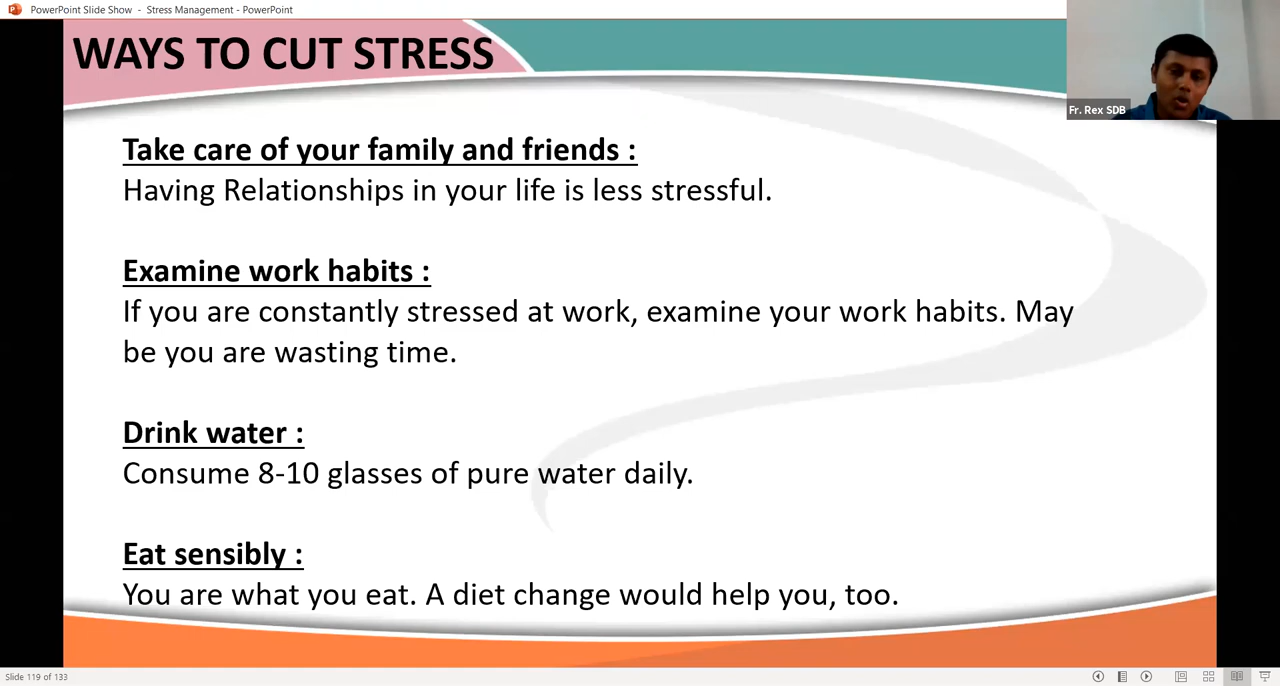 PowerPoint Slide Show - Stress Management - PowerPoint
WAYS TO CUT STRESS
Fr. Rex SDB
Take care of your family and friends :
Having Relationships in your life is less stressful.
Examine work habits :
If you are constantly stressed at work, examine your work habits. May
be you are wasting time.
Drink water :
Consume 8-10 glasses of pure water daily.
Eat sensibly :
You are what you eat. A diet change would help you, too.
Slide 119 of 133